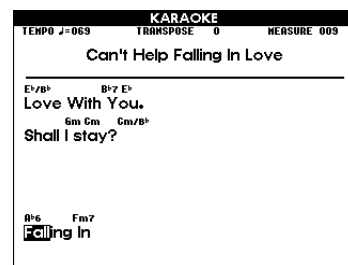 KARAOKE
TEMPO ♩=069 TRANSPOSE 0 MEASURE 009
Can't Help Falling In Love
E♭/B♭ B♭7 E♭
Love With You.
Gm Cm Cm/B♭
Shall I stay?
A♭6 Fm7
Falling In